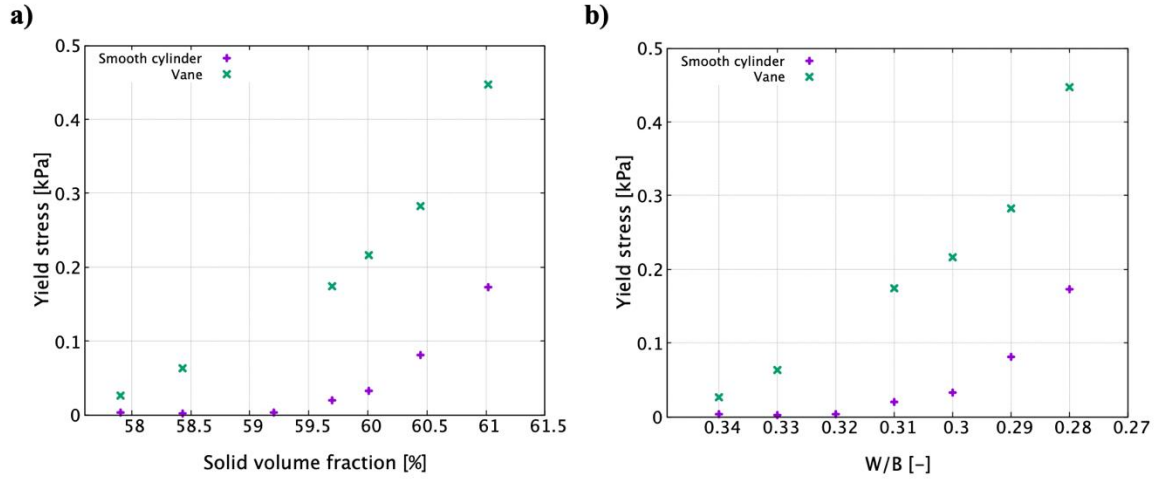 a)
0.5
Smooth cylinder
Vane
0.4
0.3
0.2
0.1
0
Yield stress [kPa]
58 58.5 59 59.5 60 60.5 61 61.5
Solid volume fraction [%]
b)
0.5
Smooth cylinder
Vane
0.4
0.3
0.2
0.1
0
Yield stress [kPa]
0.34 0.33 0.32 0.31 0.3 0.29 0.28 0.27
W/B [-]